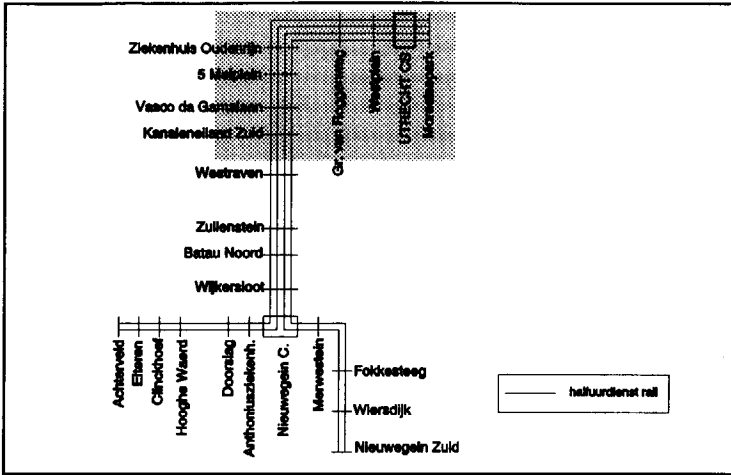 Ziekenhuis Oudenrijn
5 Meiplein
Vasco da Gamalaan
Kanaleneiland Zuid
Westraven
Zuilenstein
Batau Noord
Wijkersloot
Gr. van Roggenweg
Westplein
UTRECHT CS
Moreelsepark
Achterveld
Eiteren
Clinckhoef
Hooghe Waerd
Doorslag
Anthoniusziekenh.
Nieuwegein C.
Merwestein
Fokkesteeg
Wiersdijk
Nieuwegein Zuid
halfuurdienst rail